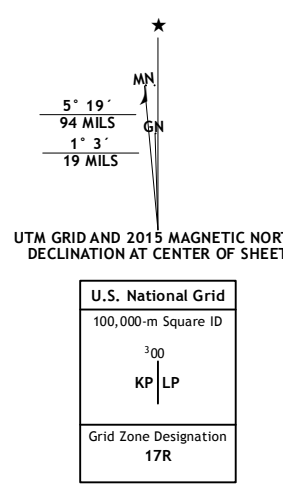 ★
MN
5° 19´
94 MILS
GN
1° 3´
19 MILS
UTM GRID AND 2015 MAGNETIC NORT
DECLINATION AT CENTER OF SHEET
U.S. National Grid
100,000-m Square ID
³00
KP LP
Grid Zone Designation
17R